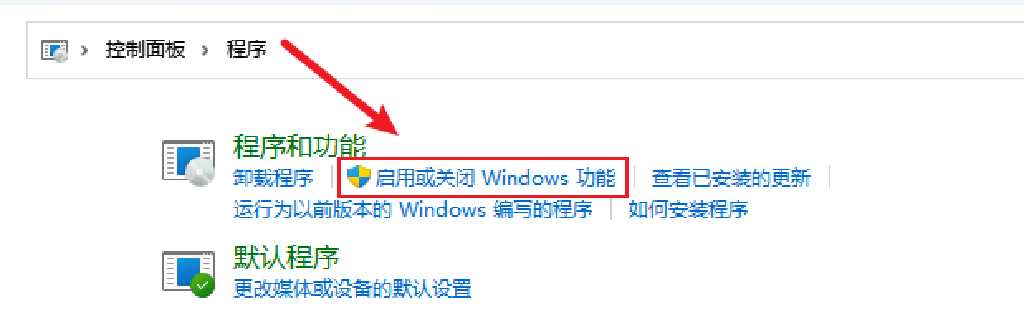 控制面板 › 程序
程序和功能
卸载程序 启用或关闭 Windows 功能 查看已安装的更新
运行为以前版本的 Windows 编写的程序 如何安装程序
默认程序
更改媒体或设备的默认设置